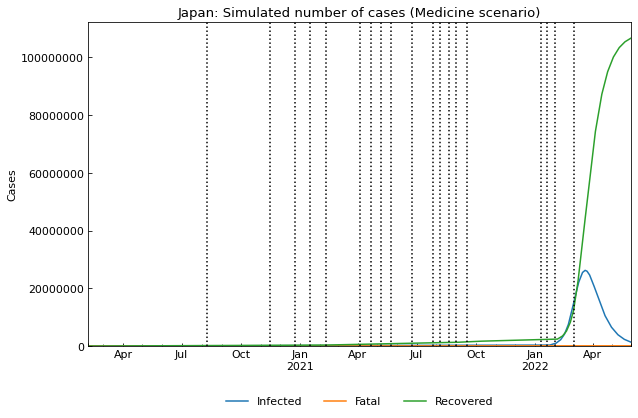 Japan: Simulated number of cases (Medicine scenario)
100000000
80000000
60000000
40000000
20000000
0
Cases
Apr Jul Oct Jan Apr Jul Oct Jan Apr
2021 2022
Infected Fatal Recovered